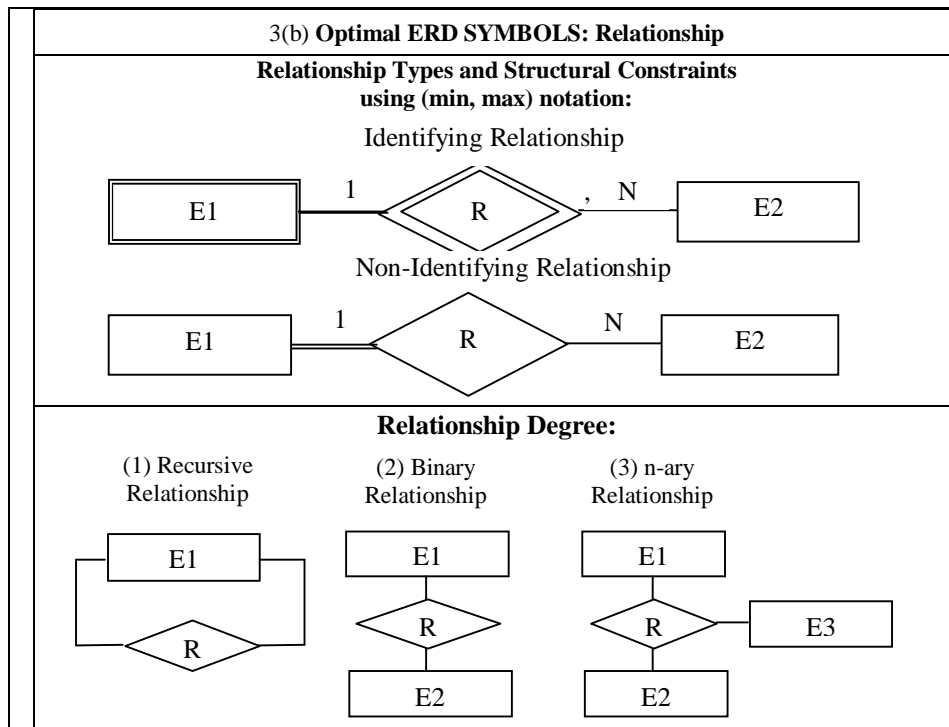 3(b) Optimal ERD SYMBOLS: Relationship
Relationship Types and Structural Constraints
using (min, max) notation:
Identifying Relationship
E1 1 R , N E2
Non-Identifying Relationship
E1 1 R N E2
Relationship Degree:
(1) Recursive
Relationship
(2) Binary
Relationship
(3) n-ary
Relationship
E1
R
E1
R
E2
E1
R
E3
E2